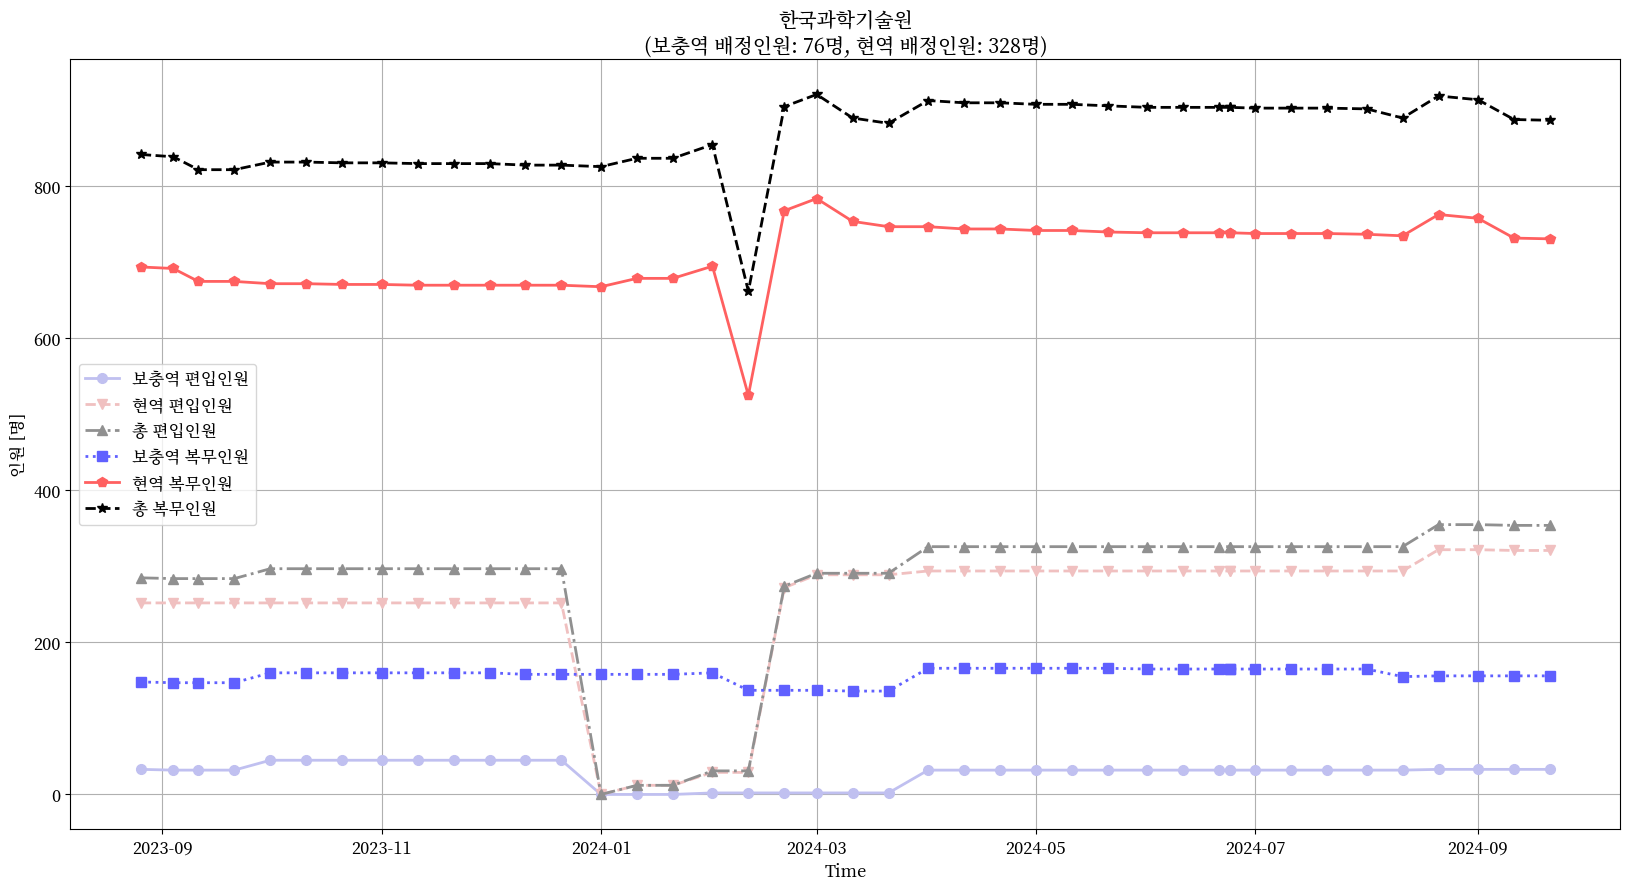 한국과학기술원
(보충역 배정인원: 76명, 현역 배정인원: 328명)
인원 [명]
800
600
400
200
0
보충역 편입인원
현역 편입인원
총 편입인원
보충역 복무인원
현역 복무인원
총 복무인원
2023-09 2023-11 2024-01 2024-03 2024-05 2024-07 2024-09
Time